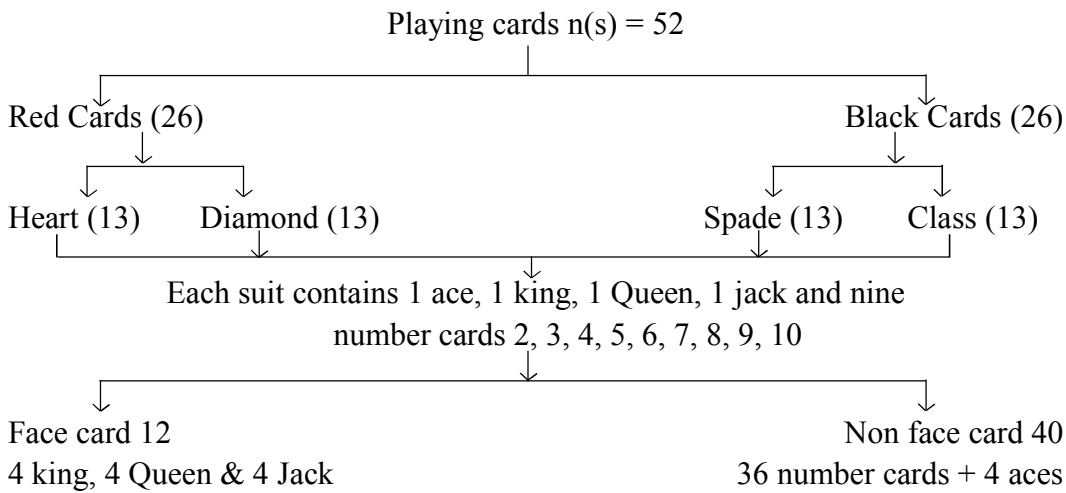 Playing cards n(s) = 52
Red Cards (26) Black Cards (26)
Heart (13) Diamond (13) Spade (13) Class (13)
Each suit contains 1 ace, 1 king, 1 Queen, 1 jack and nine
number cards 2, 3, 4, 5, 6, 7, 8, 9, 10
Face card 12 Non face card 40
4 king, 4 Queen & 4 Jack 36 number cards + 4 aces